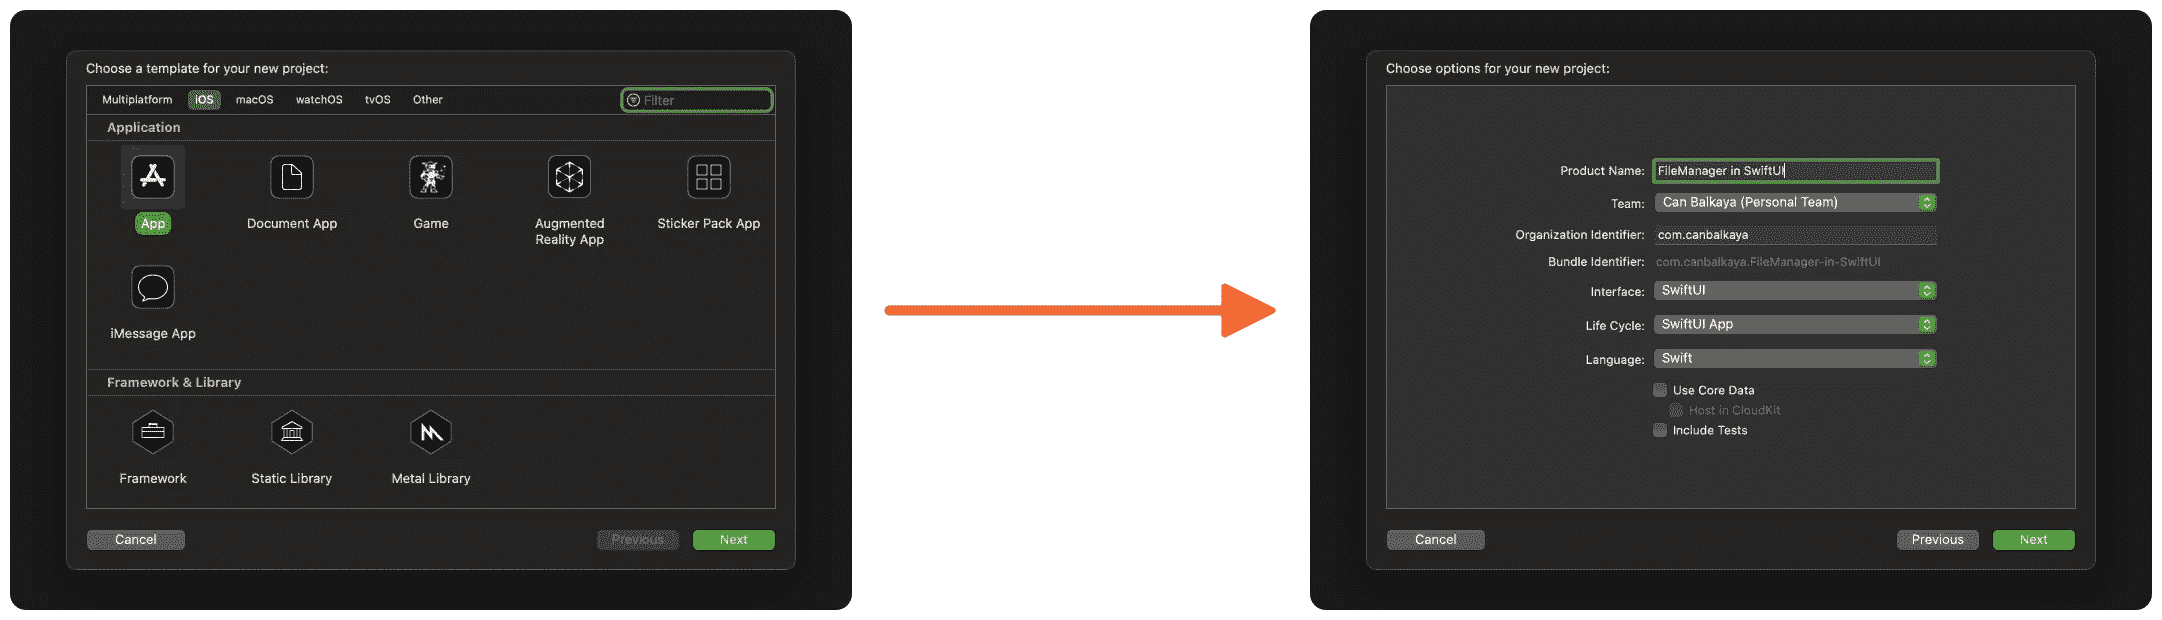 Choose a template for your new project:
Multiplatform iOS macOS watchOS tvOS Other Filter
Application
App Document App Game Augmented Reality App Sticker Pack App
iMessage App
Framework & Library
Framework Static Library Metal Library
Cancel Previous Next
Choose options for your new project:
Product Name: FileManager in SwiftUI
Team: Can Balkaya (Personal Team)
Organization Identifier: com.canbalkaya
Bundle Identifier: com.canbalkaya.FileManager-in-SwiftUI
Interface: SwiftUI
Life Cycle: SwiftUI App
Language: Swift
Use Core Data
Host in CloudKit
Include Tests
Cancel Previous Next